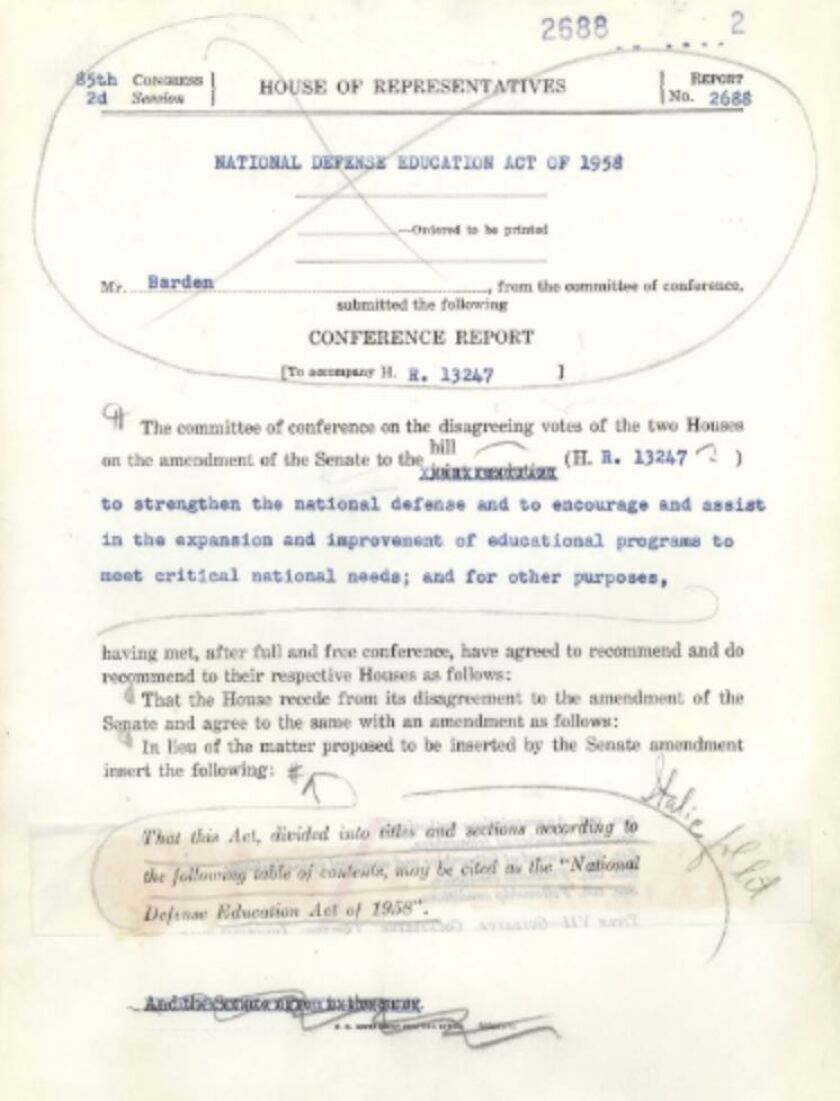 2688 2
85th CONGRESS
2d Session
HOUSE OF REPRESENTATIVES
REPORT
No. 2688
NATIONAL DEFENSE EDUCATION ACT OF 1958
—Ordered to be printed
Mr. Barden, from the committee of conference,
submitted the following
CONFERENCE REPORT
[To accompany H. R. 13247 ]
¶ The committee of conference on the disagreeing votes of the two Houses
on the amendment of the Senate to the bill joint resolution (H. R. 13247 )
to strengthen the national defense and to encourage and assist
in the expansion and improvement of educational programs to
meet critical national needs; and for other purposes,
having met, after full and free conference, have agreed to recommend and do
recommend to their respective Houses as follows:
¶ That the House recede from its disagreement to the amendment of the
Senate and agree to the same with an amendment as follows:
¶ In lieu of the matter proposed to be inserted by the Senate amendment
insert the following: #
Italic
That this Act, divided into titles and sections according to
the following table of contents, may be cited as the "National
Defense Education Act of 1958".
And the Senate agree to the same.